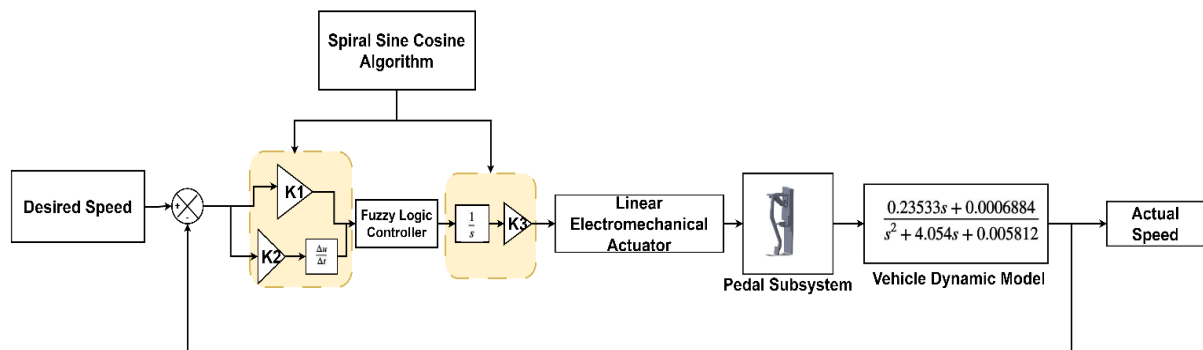 Spiral Sine Cosine
Algorithm
Desired Speed
+
-
K1
K2
Δu
Δt
Fuzzy Logic
Controller
1
s
K3
Linear
Electromechanical
Actuator
Pedal Subsystem
0.23533s + 0.0006884
s² + 4.054s + 0.005812
Vehicle Dynamic Model
Actual
Speed